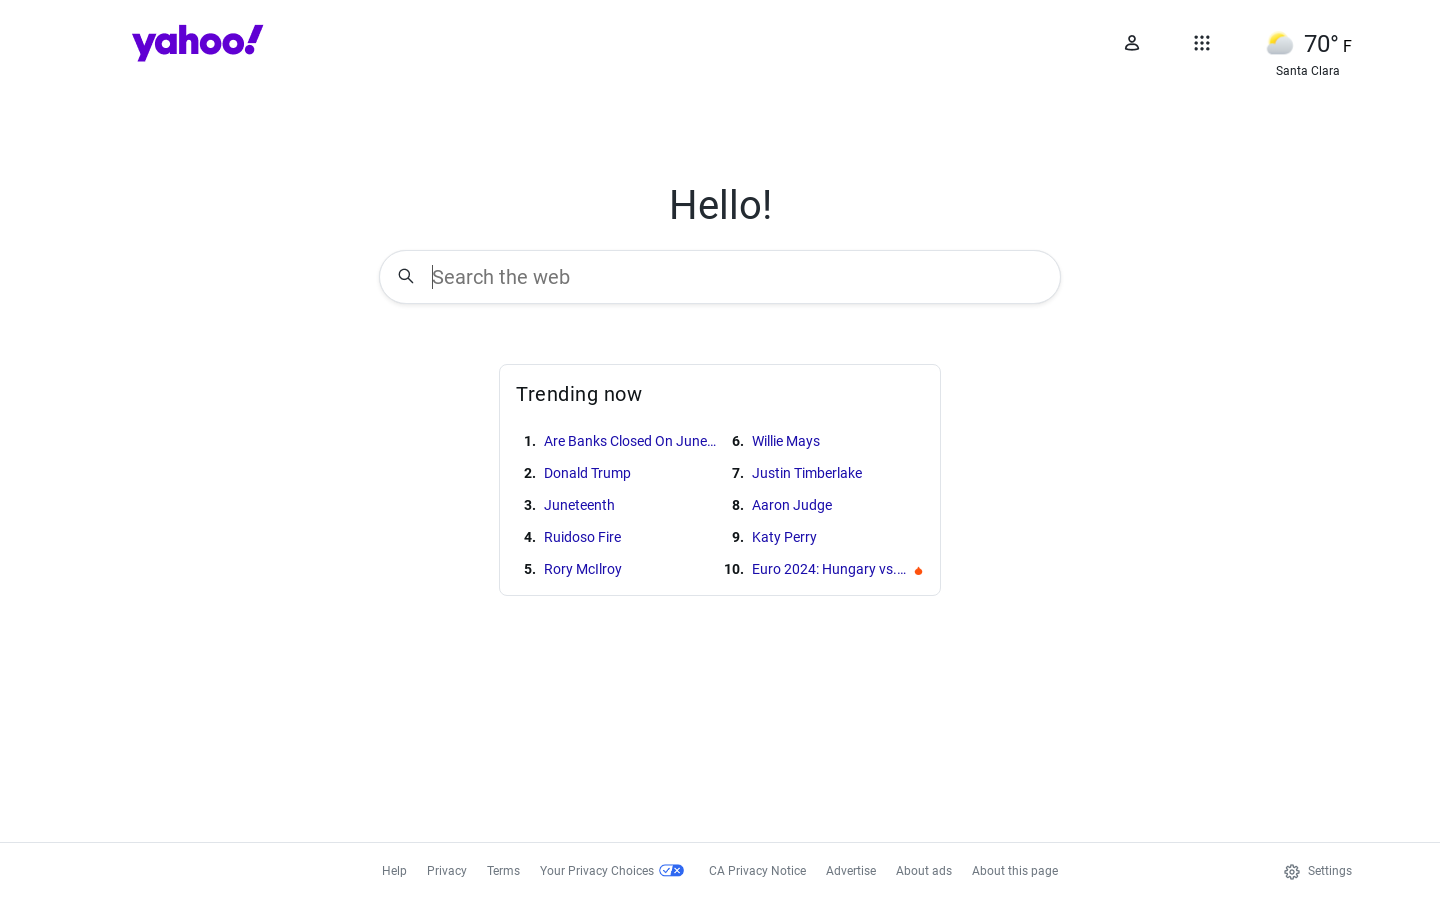 yahoo!
70° F
Santa Clara
Hello!
Search the web
Trending now
1. Are Banks Closed On June…
2. Donald Trump
3. Juneteenth
4. Ruidoso Fire
5. Rory McIlroy
6. Willie Mays
7. Justin Timberlake
8. Aaron Judge
9. Katy Perry
10. Euro 2024: Hungary vs.…
Help Privacy Terms Your Privacy Choices CA Privacy Notice Advertise About ads About this page Settings